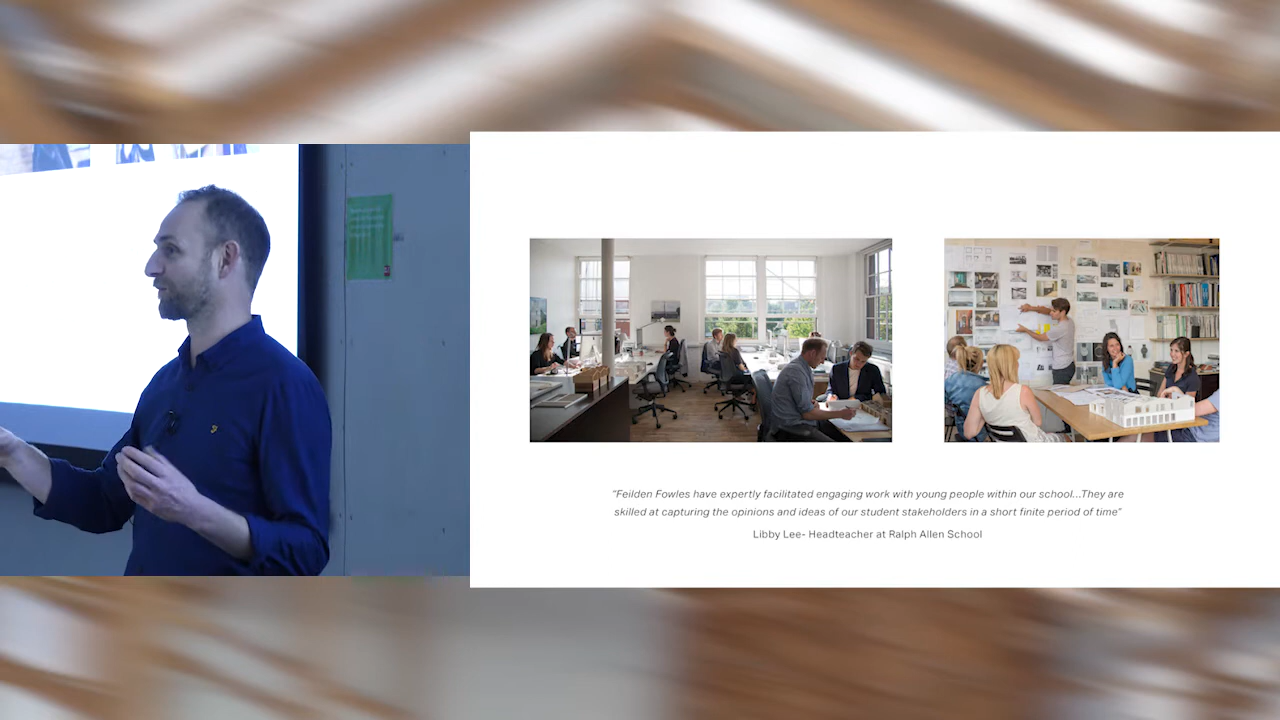 "Feilden Fowles have expertly facilitated engaging work with young people within our school...They are
skilled at capturing the opinions and ideas of our student stakeholders in a short finite period of time"
Libby Lee- Headteacher at Ralph Allen School